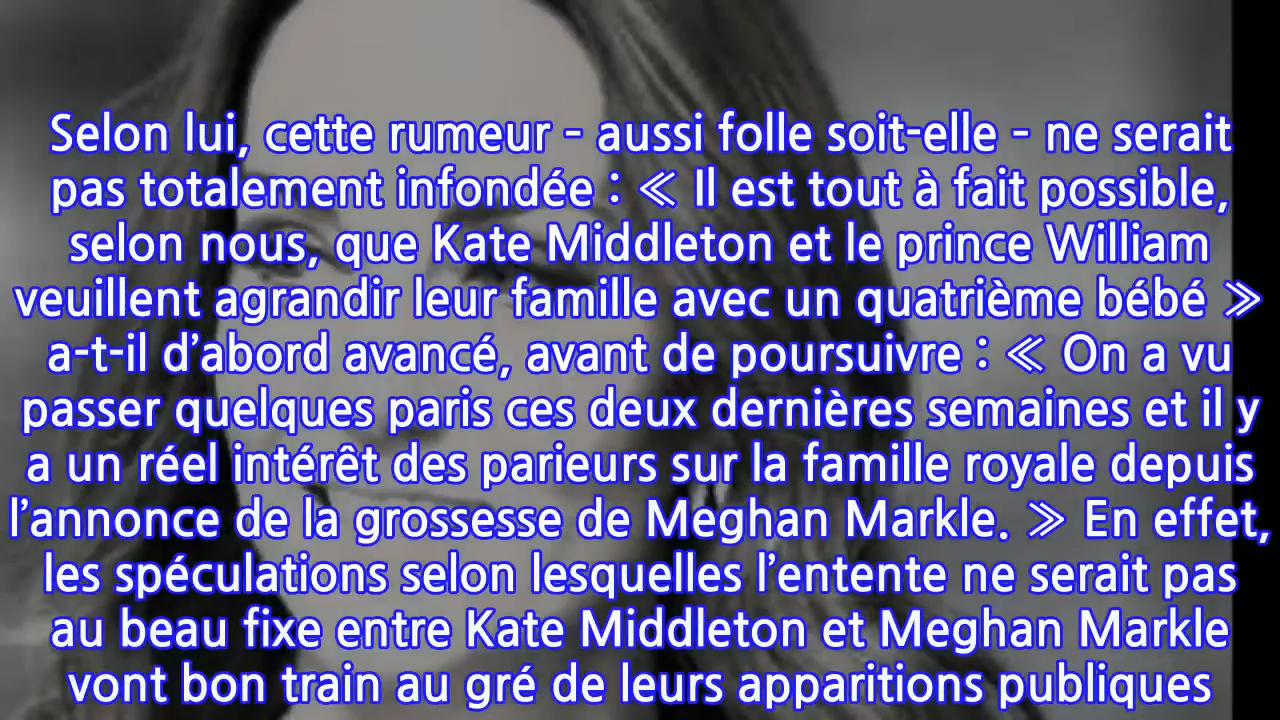 Selon lui, cette rumeur - aussi folle soit-elle - ne serait
pas totalement infondée : ≪ Il est tout à fait possible,
selon nous, que Kate Middleton et le prince William
veuillent agrandir leur famille avec un quatrième bébé ≫
a-t-il d’abord avancé, avant de poursuivre : ≪ On a vu
passer quelques paris ces deux dernières semaines et il y
a un réel intérêt des parieurs sur la famille royale depuis
l’annonce de la grossesse de Meghan Markle. ≫ En effet,
les spéculations selon lesquelles l’entente ne serait pas
au beau fixe entre Kate Middleton et Meghan Markle
vont bon train au gré de leurs apparitions publiques